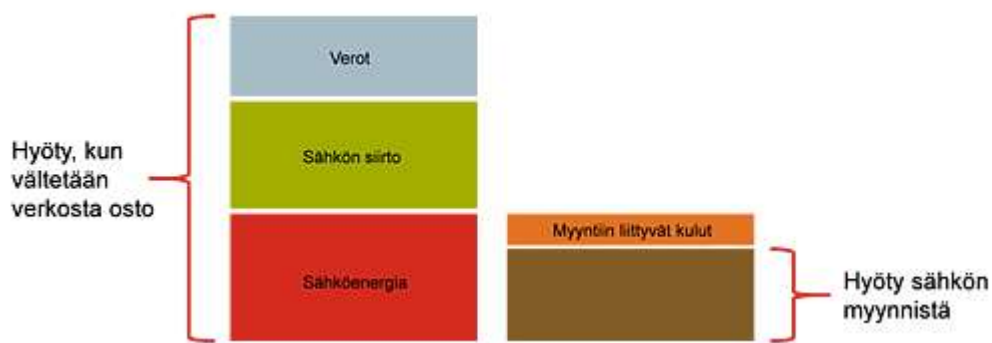 Verot
Hyöty, kun
vältetään
verkosta osto
Sähkön siirto
Sähköenergia
Myyntiin liittyvät kulut
Hyöty sähkön
myynnistä